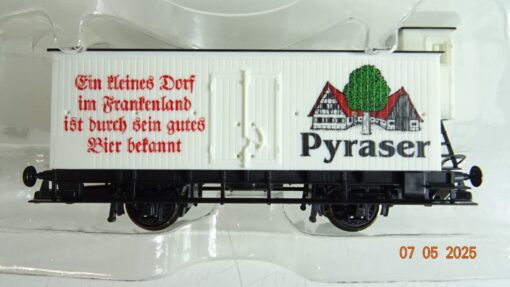 Ein kleines Dorf
im Frankenland
ist durch sein gutes
Bier bekannt
Pyraser
07 05 2025